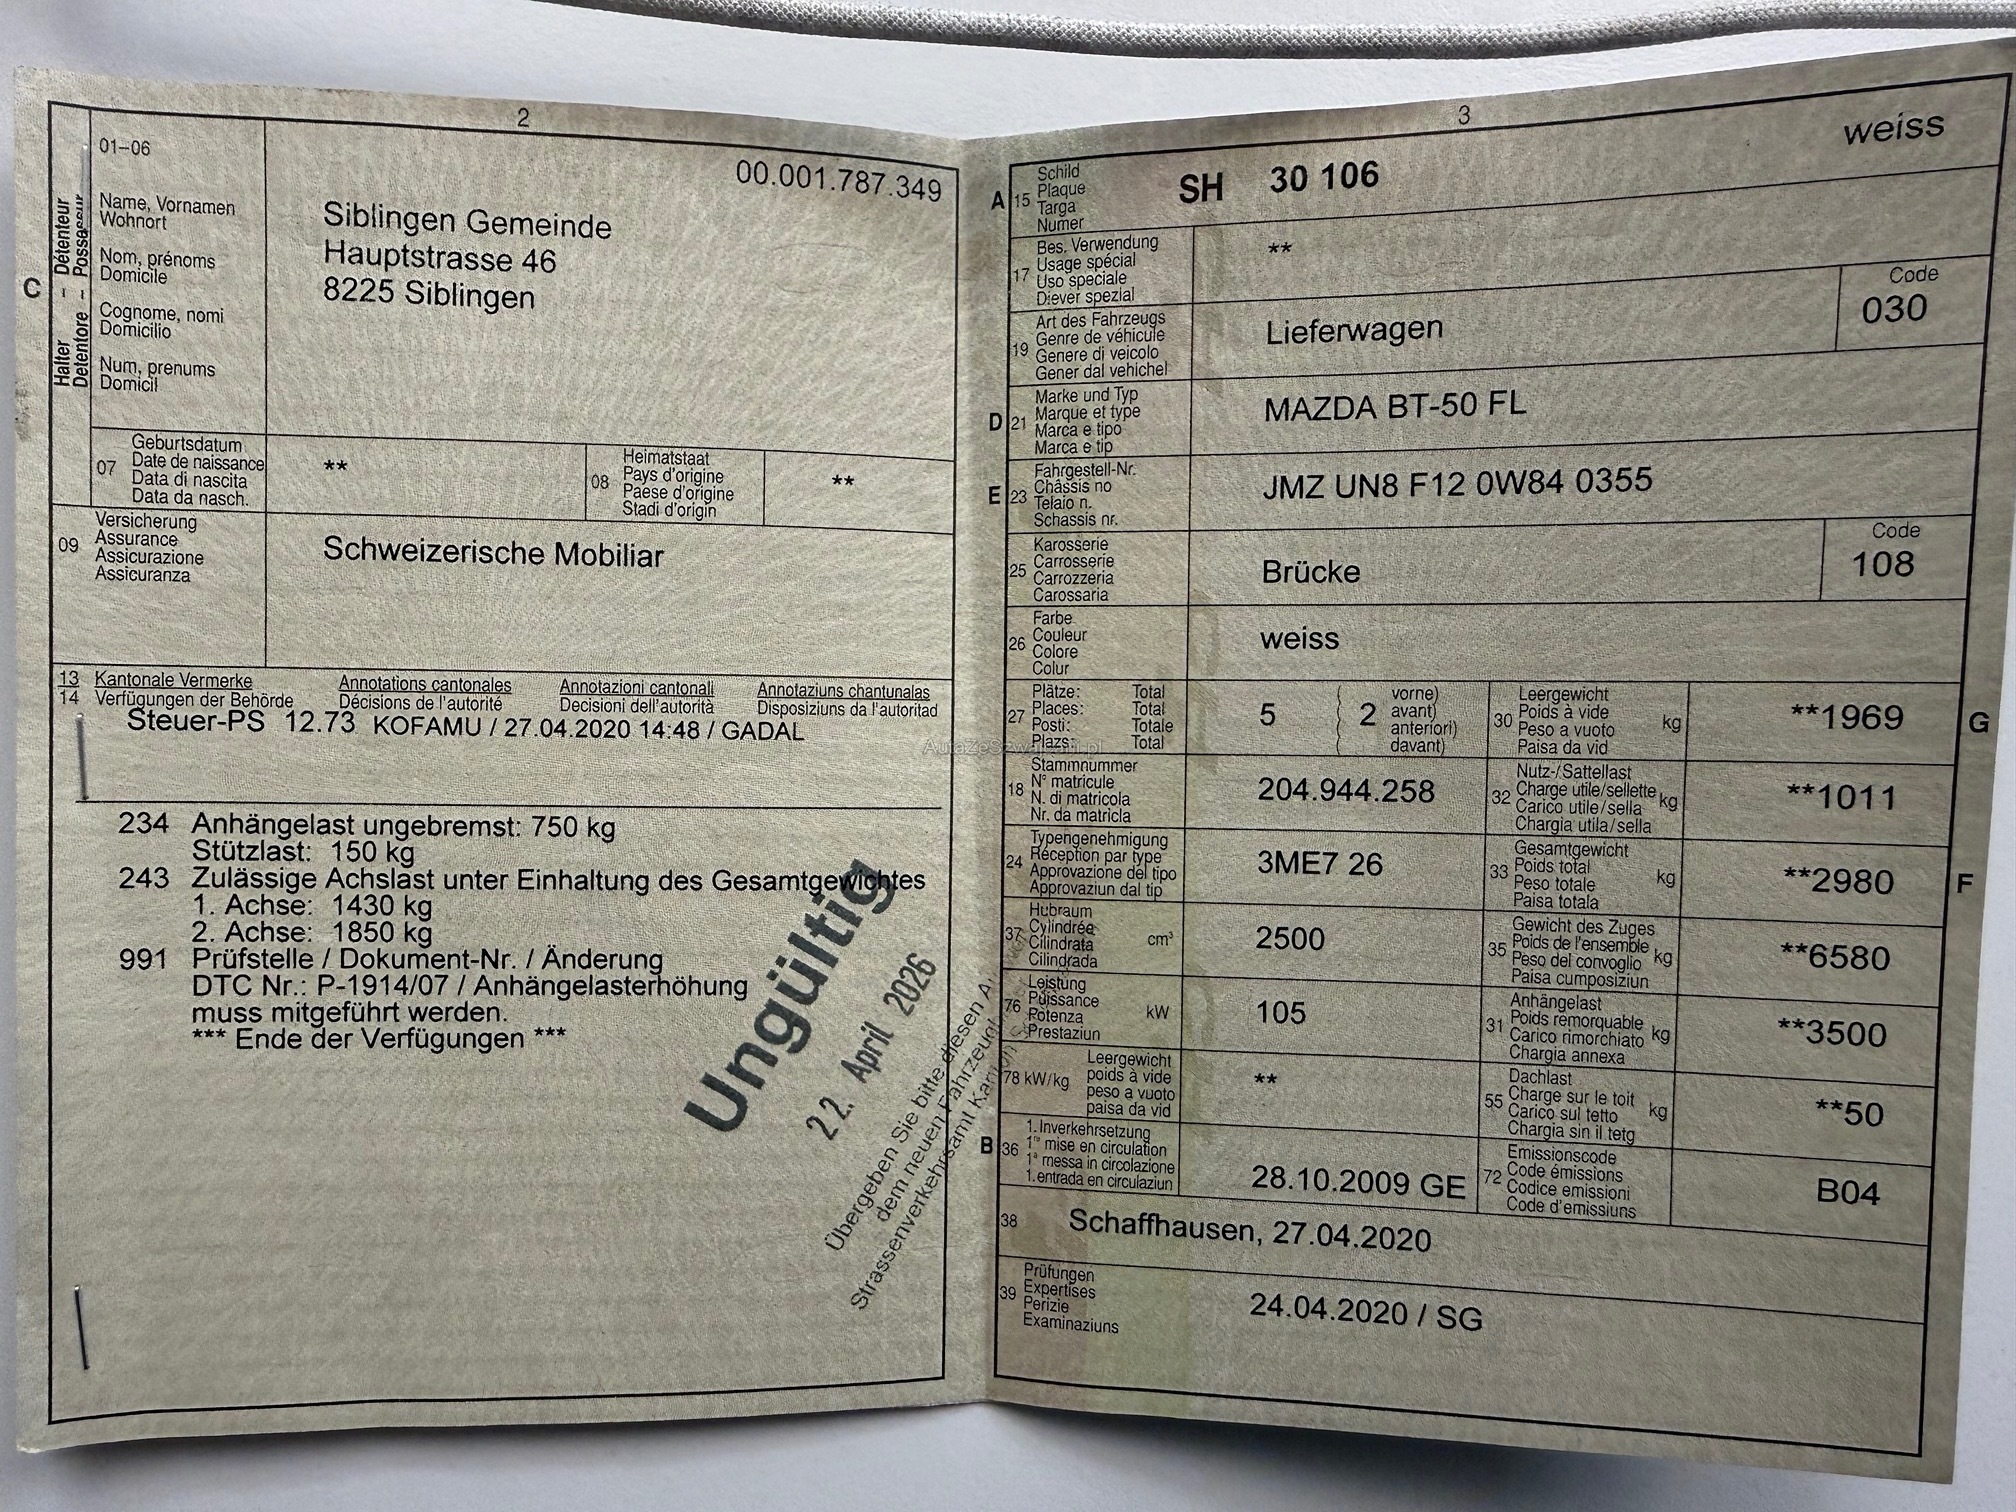 2
01–06
00.001.787.349
C
Halter – Détenteur
Detentore – Possessur
Name, Vornamen
Wohnort
Nom, prénoms
Domicile
Cognome, nomi
Domicilio
Num, prenums
Domicil
Siblingen Gemeinde
Hauptstrasse 46
8225 Siblingen
07
Geburtsdatum
Date de naissance
Data di nascita
Data da nasch.
**
08
Heimatstaat
Pays d'origine
Paese d'origine
Stadi d'origin
**
09
Versicherung
Assurance
Assicurazione
Assicuranza
Schweizerische Mobiliar
13 Kantonale Vermerke Annotations cantonales Annotazioni cantonali Annotaziuns chantunalas
14 Verfügungen der Behörde Décisions de l'autorité Decisioni dell'autorità Disposiziuns da l'autoritad
Steuer-PS 12.73 KOFAMU / 27.04.2020 14:48 / GADAL
234 Anhängelast ungebremst: 750 kg
Stützlast: 150 kg
243 Zulässige Achslast unter Einhaltung des Gesamtgewichtes
1. Achse: 1430 kg
2. Achse: 1850 kg
991 Prüfstelle / Dokument-Nr. / Änderung
DTC Nr.: P-1914/07 / Anhängelasterhöhung
muss mitgeführt werden.
*** Ende der Verfügungen ***
Ungültig
22. April 2026
Übergeben Sie bitte diesen A
dem neuen Fahrzeug
Strassenverkehrsamt Kan
AutaZeSzwajcarii.pl
3
weiss
A 15
Schild
Plaque
Targa
Numer
SH 30 106
17
Bes. Verwendung
Usage spécial
Uso speciale
Diever spezial
**
19
Art des Fahrzeugs
Genre de véhicule
Genere di veicolo
Gener dal vehichel
Lieferwagen
Code
030
D 21
Marke und Typ
Marque et type
Marca e tipo
Marca e tip
MAZDA BT-50 FL
E 23
Fahrgestell-Nr.
Châssis no
Telaio n.
Schassis nr.
JMZ UN8 F12 0W84 0355
25
Karosserie
Carrosserie
Carrozzeria
Carossaria
Brücke
Code
108
26
Farbe
Couleur
Colore
Colur
weiss
27
Plätze: Total
Places: Total
Posti: Totale
Plazs: Total
5 ( 2 vorne)
avant)
anteriori)
davant)
30
Leergewicht
Poids à vide
Peso a vuoto
Paisa da vid
kg
**1969
G
18
Stammnummer
N° matricule
N. di matricola
Nr. da matricla
204.944.258
32
Nutz-/Sattellast
Charge utile/sellette
Carico utile/sella
Chargia utila/sella
kg
**1011
24
Typengenehmigung
Réception par type
Approvazione del tipo
Approvaziun dal tip
3ME7 26
33
Gesamtgewicht
Poids total
Peso totale
Paisa totala
kg
**2980
F
37
Hubraum
Cylindrée
Cilindrata
Cilindrada
cm³
2500
35
Gewicht des Zuges
Poids de l'ensemble
Peso del convoglio
Paisa cumposiziun
kg
**6580
76
Leistung
Puissance
Potenza
Prestaziun
kW
105
31
Anhängelast
Poids remorquable
Carico rimorchiato
Chargia annexa
kg
**3500
78 kW/kg
Leergewicht
poids à vide
peso a vuoto
paisa da vid
**
55
Dachlast
Charge sur le toit
Carico sul tetto
Chargia sin il tetg
kg
**50
B 36
1. Inverkehrsetzung
1re mise en circulation
1a messa in circolazione
1. entrada en circulaziun
28.10.2009 GE
72
Emissionscode
Code émissions
Codice emissioni
Code d'emissiuns
B04
38
Schaffhausen, 27.04.2020
39
Prüfungen
Expertises
Perizie
Examinaziuns
24.04.2020 / SG